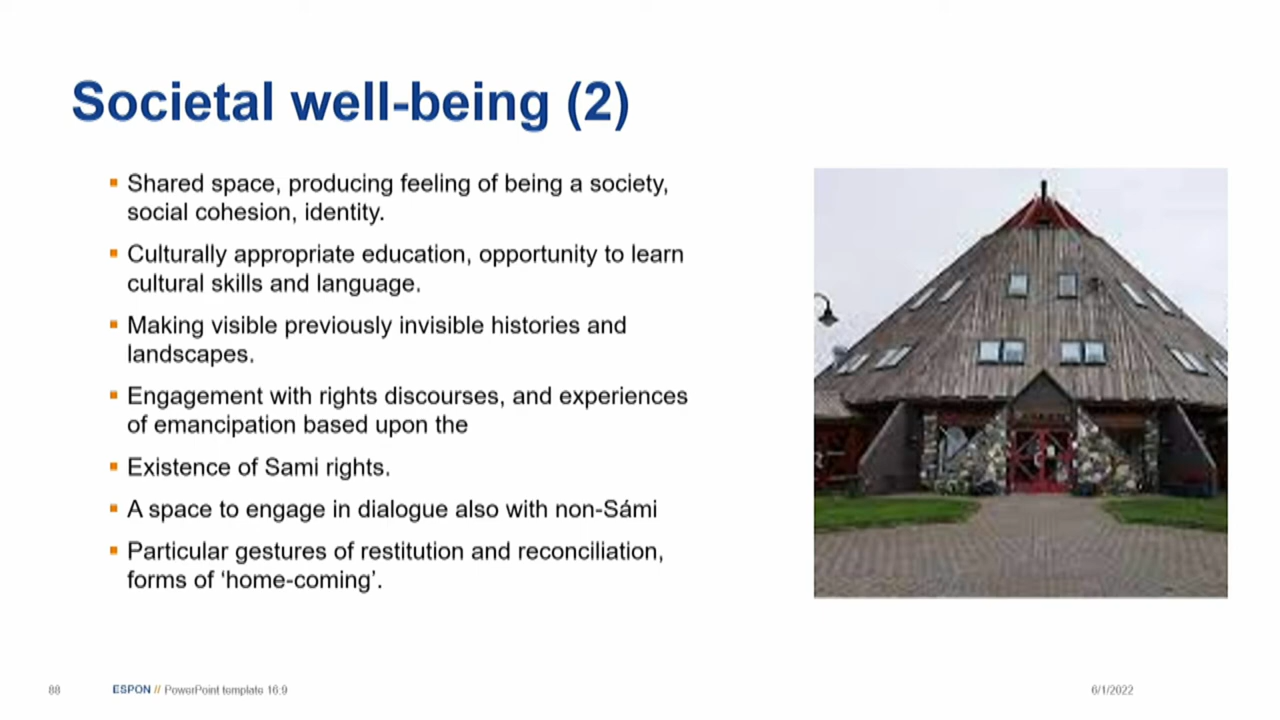 Societal well-being (2)
Shared space, producing feeling of being a society,
social cohesion, identity.
Culturally appropriate education, opportunity to learn
cultural skills and language.
Making visible previously invisible histories and
landscapes.
Engagement with rights discourses, and experiences
of emancipation based upon the
Existence of Sami rights.
A space to engage in dialogue also with non-Sámi
Particular gestures of restitution and reconciliation,
forms of ‘home-coming’.
88
ESPON // PowerPoint template 16:9
6/1/2022